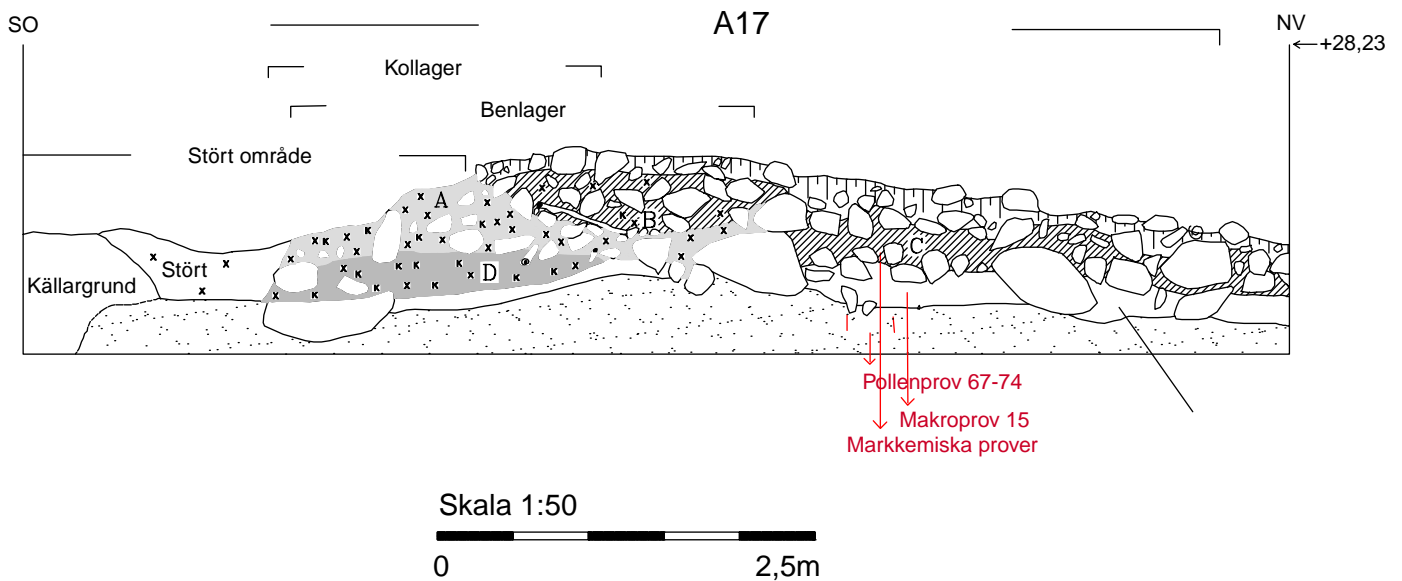 SO
A17
NV
+28,23
Kollager
Benlager
Stört område
A
B
C
D
Stört
Källargrund
Pollenprov 67-74
Makroprov 15
Markkemiska prover
Skala 1:50
0
2,5m